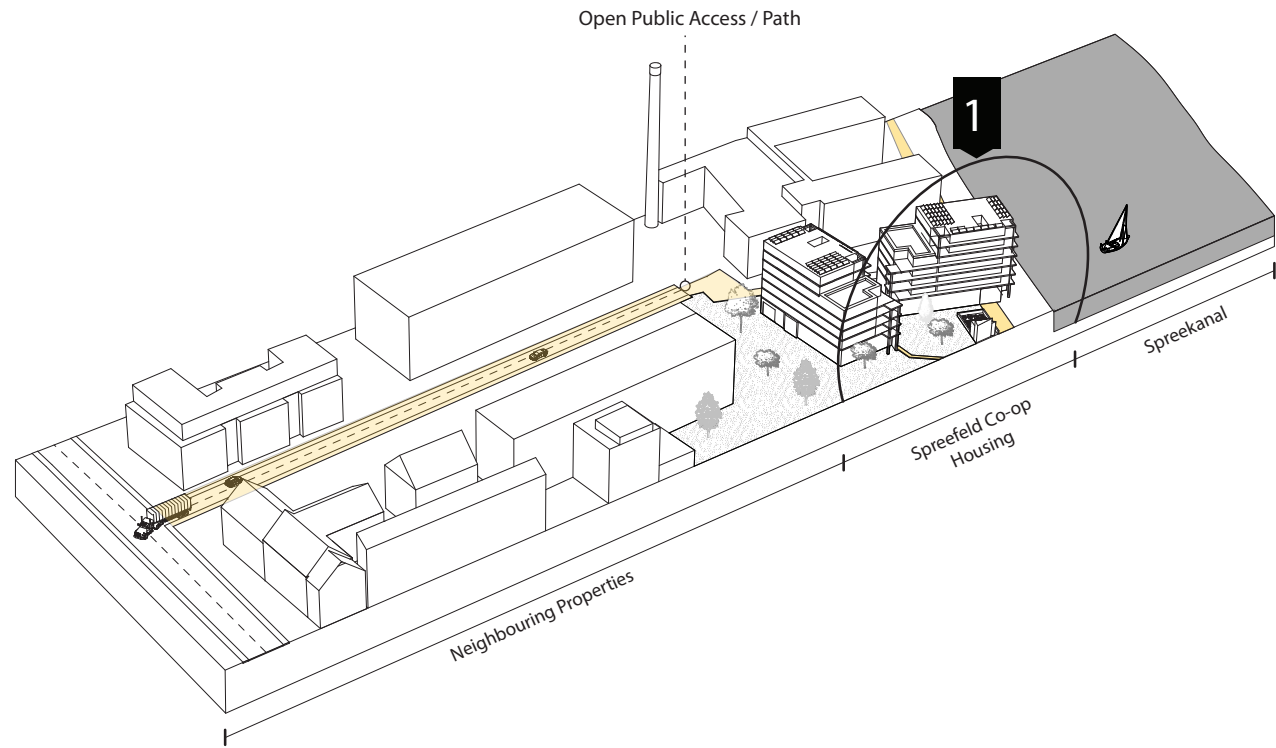 Open Public Access / Path
1
Spreekanal
Spreefeld Co-op
Housing
Neighbouring Properties